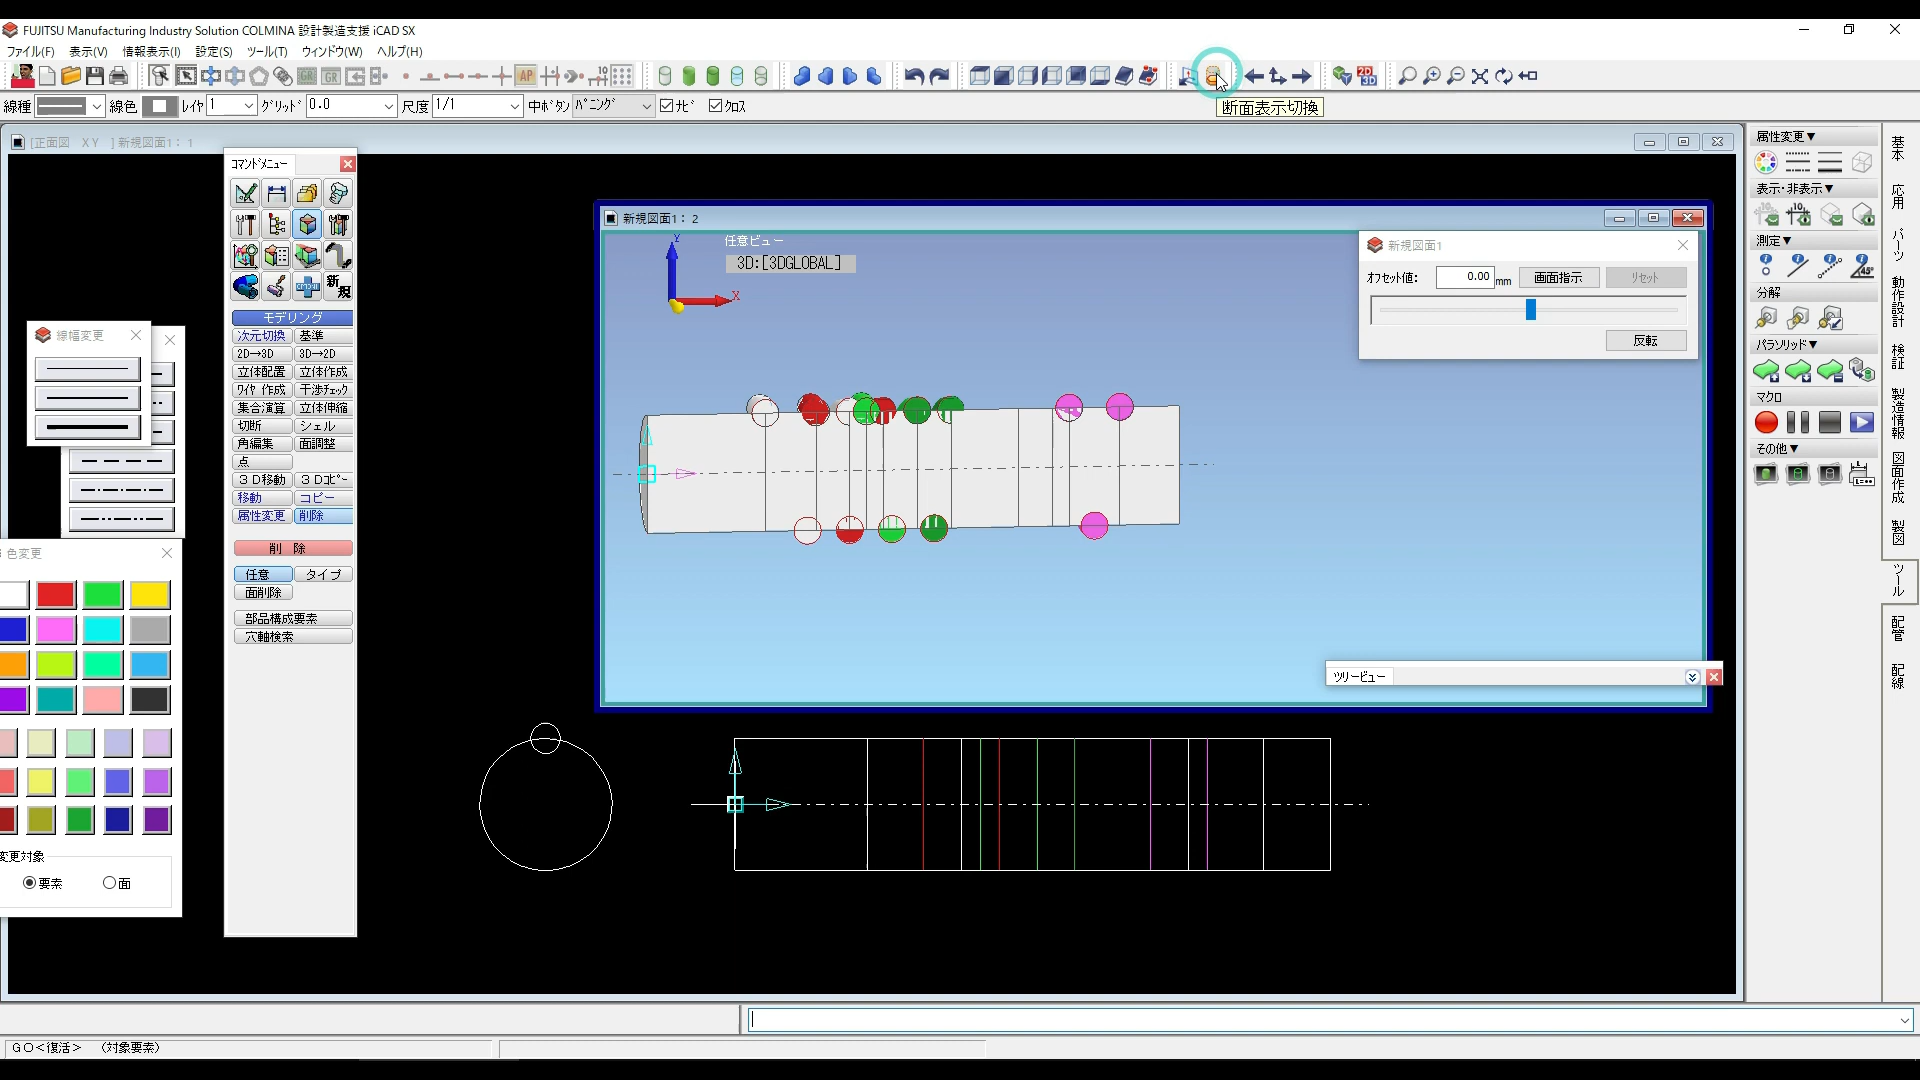 FUJITSU Manufacturing Industry Solution COLMINA 設計製造支援 iCAD SX
ファイル(F) 表示(V) 情報表示(I) 設定(S) ツール(T) ウィンドウ(W) ヘルプ(H)
GR GR AP 10 2D 3D
線種 線色 レイヤ 1 グリッド 0.0 尺度 1/1 中ボタン パニング ナビ クロス
断面表示切換
[正面図 XY ] 新規図面1 : 1
コマンドメニュー
新規
モデリング
次元切換 基準
2D→3D 3D→2D
立体配置 立体作成
ワイヤ作成 干渉チェック
集合演算 立体伸縮
切断 シェル
角編集 面調整
点
3D移動 3Dコピー
移動 コピー
属性変更 削除
削 除
任意 タイプ
面削除
部品構成要素
穴軸検索
線幅変更
色変更
変更対象
要素 面
新規図面1 : 2
任意ビュー
3D:[3DGLOBAL]
Y
X
新規図面1
オフセット値: 0.00 mm 画面指示 リセット
反転
ツリービュー
属性変更▼
表示・非表示▼
10 10
測定▼
45°
分解
パラソリッド▼
マクロ
その他▼
基本
応用
パーツ
動作設計
検証
製造情報
図面作成
製図
ツール
配管
配線
GO<復活> (対象要素)